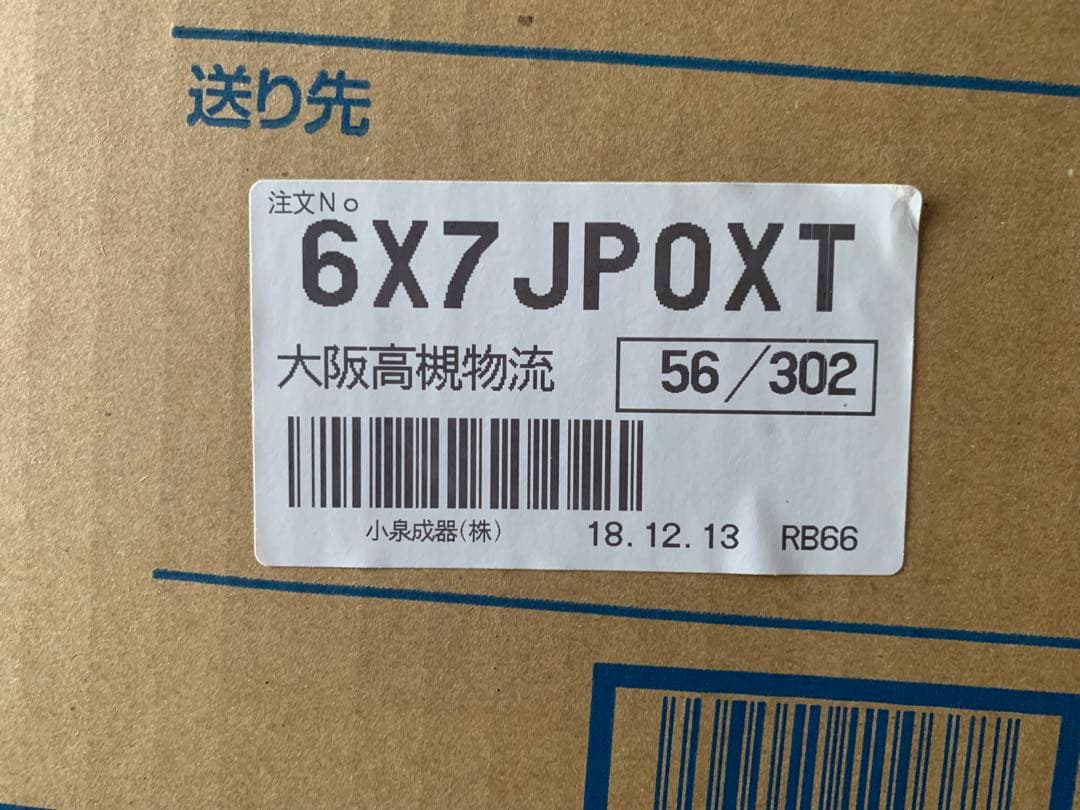 送り先
注文No
6X7JP0XT
大阪高槻物流 56/302
小泉成器(株) 18.12.13 RB66